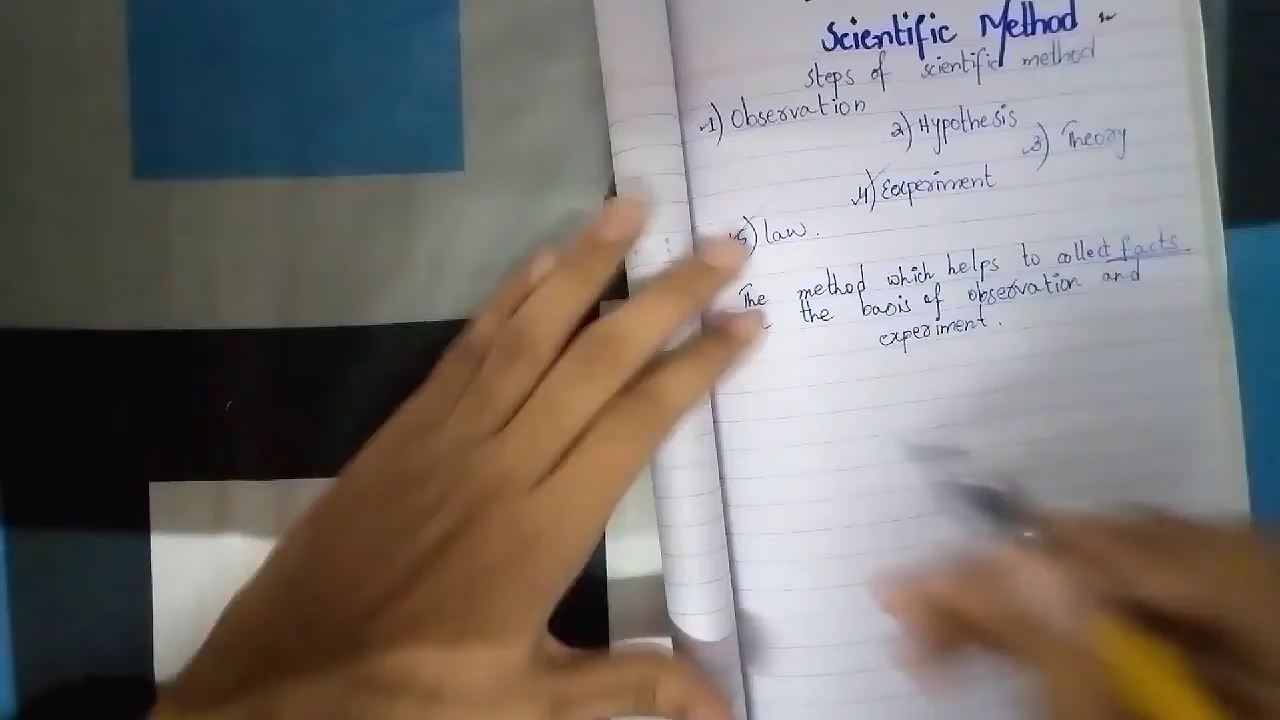 Scientific Method
steps of scientific method
1) Observation
2) Hypothesis
3) Theory
4) Experiment
5) law.
The method which helps to collect facts
the basis of observation and
experiment.